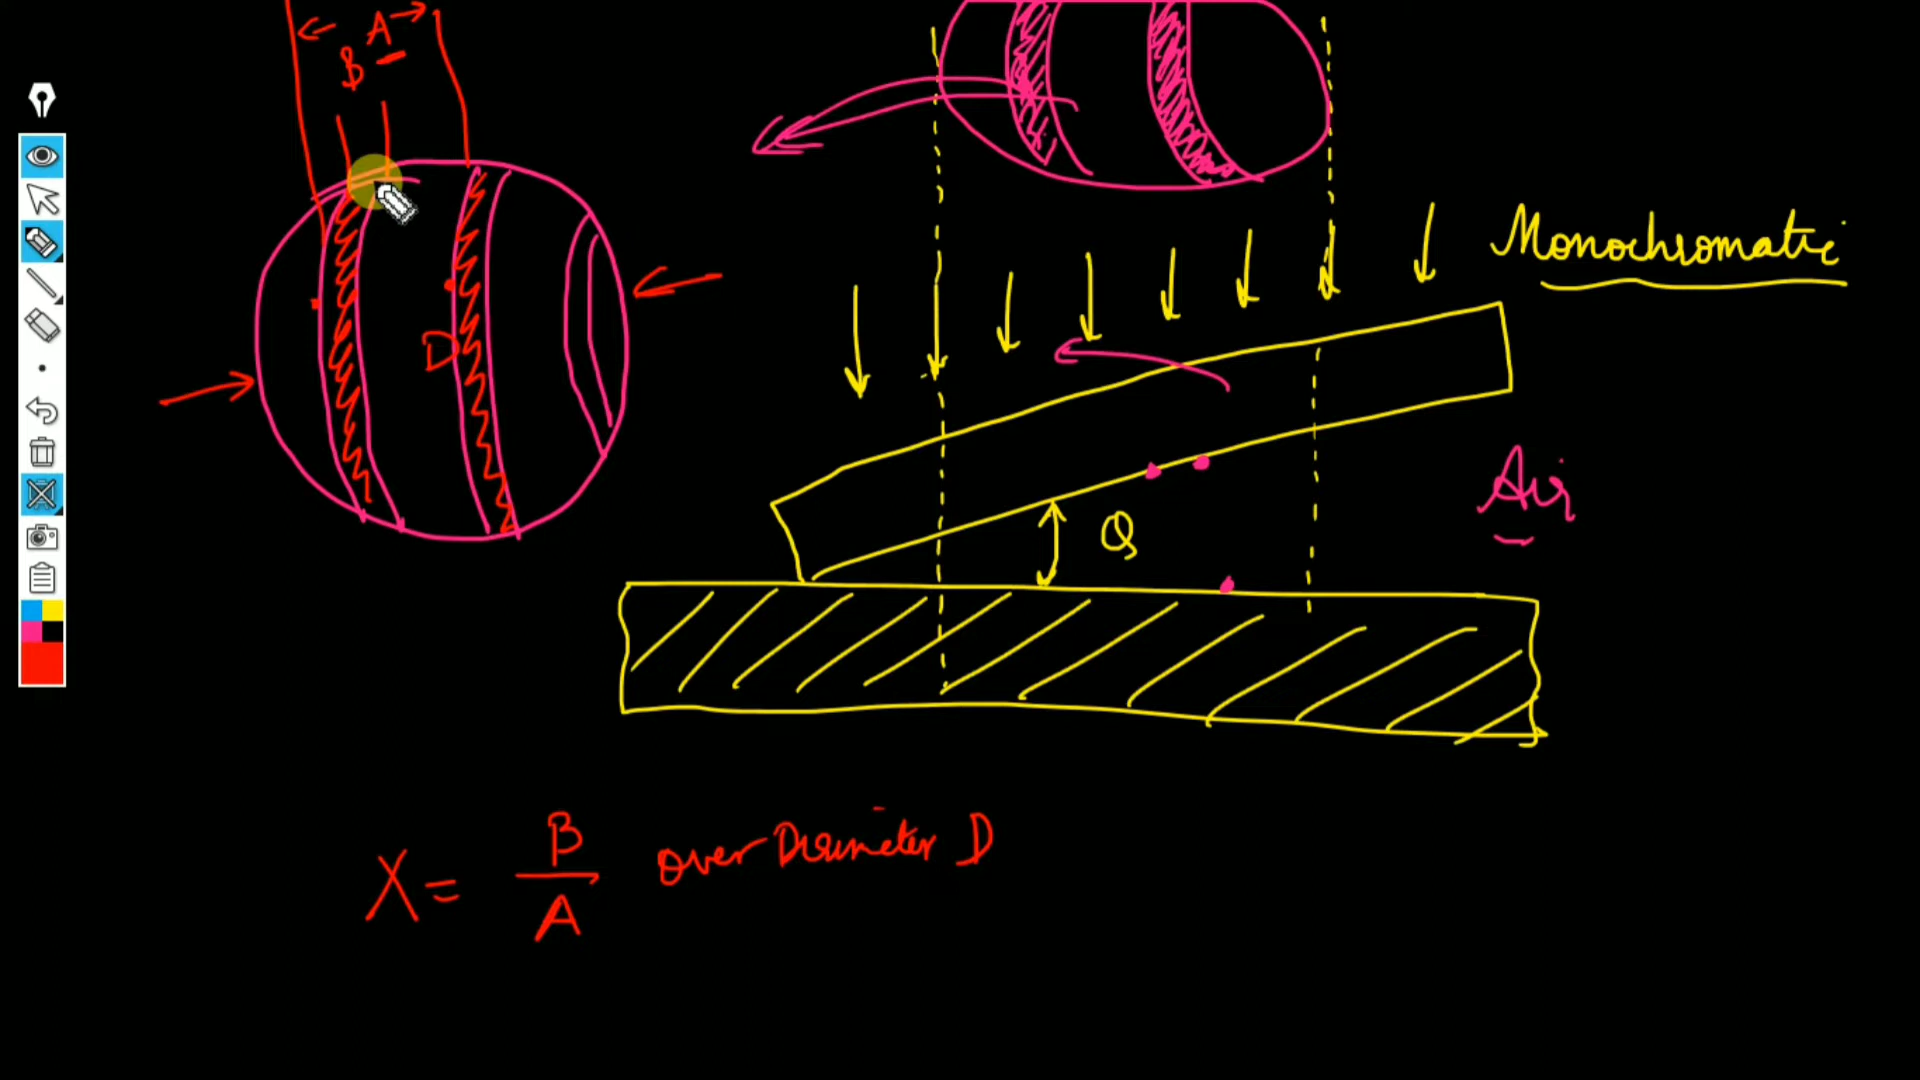 A
B
Monochromatic
D
Air
Q
X = B/A over Diameter D